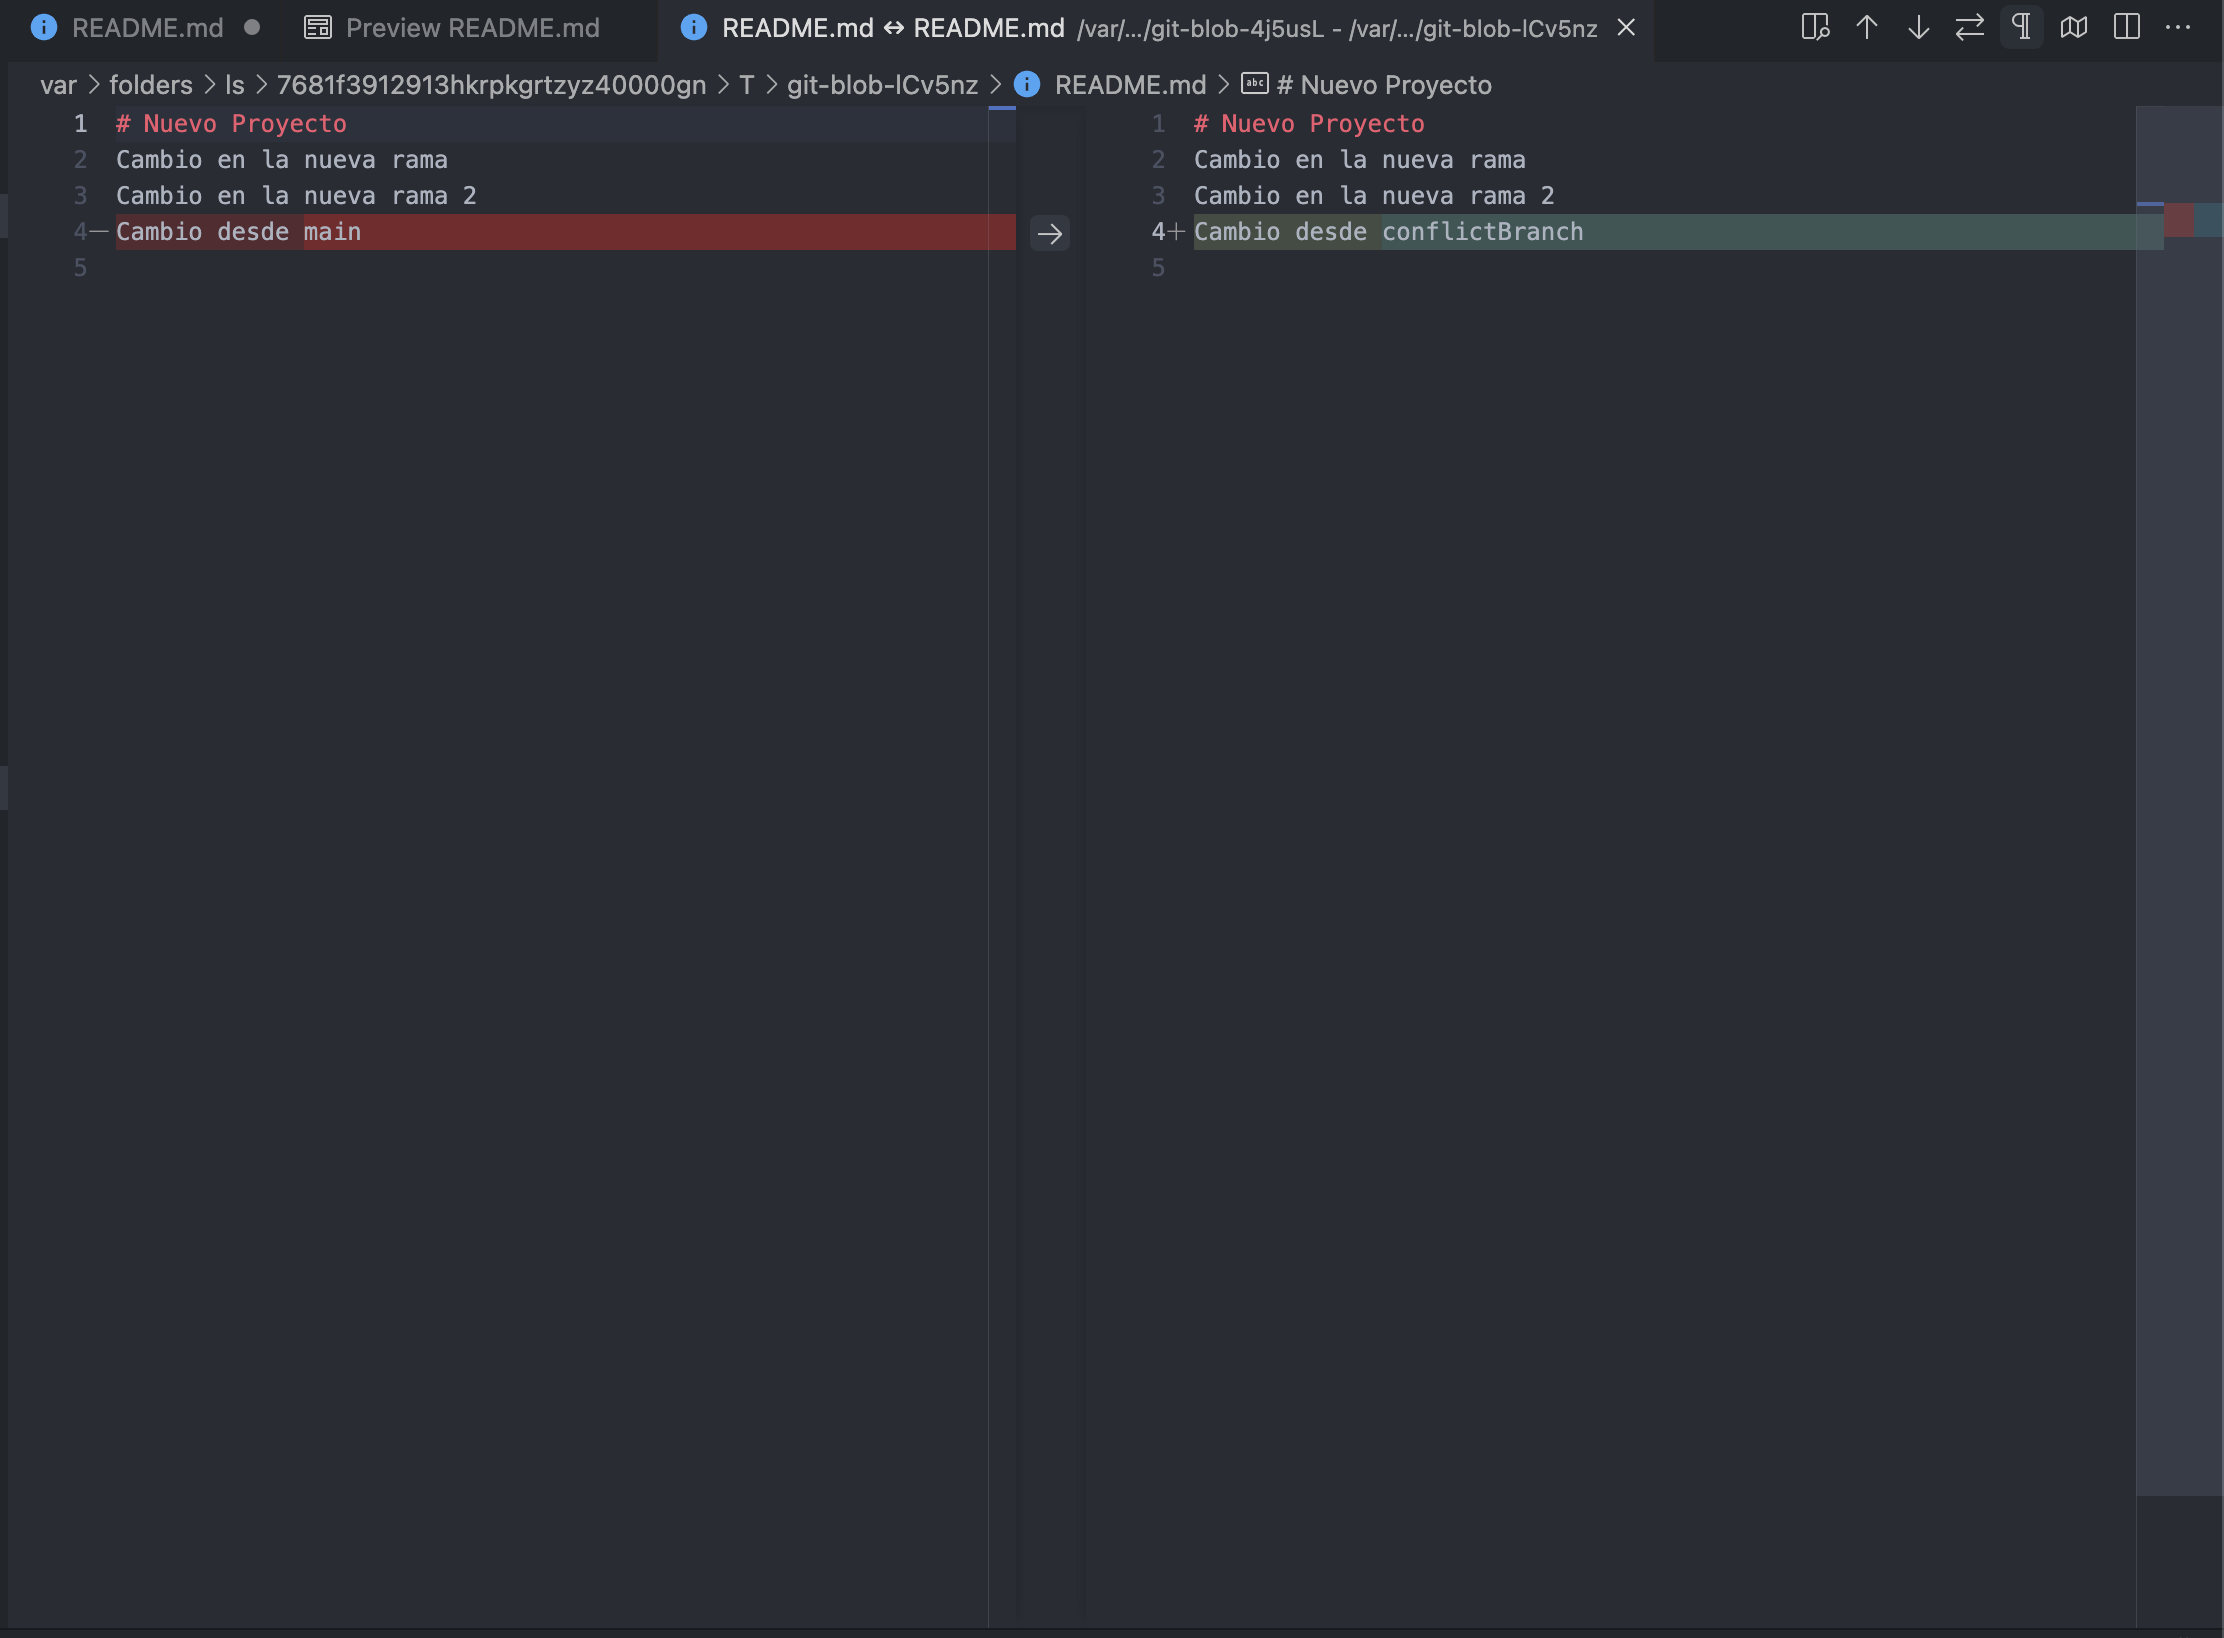 README.md
Preview README.md
README.md ↔ README.md /var/.../git-blob-4j5usL - /var/.../git-blob-lCv5nz
var > folders > ls > 7681f3912913hkrpkgrtzyz40000gn > T > git-blob-lCv5nz > README.md > abc # Nuevo Proyecto
1 # Nuevo Proyecto
2 Cambio en la nueva rama
3 Cambio en la nueva rama 2
4— Cambio desde main
5
1 # Nuevo Proyecto
2 Cambio en la nueva rama
3 Cambio en la nueva rama 2
4+ Cambio desde conflictBranch
5